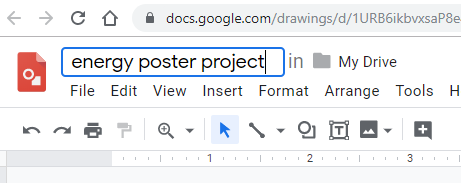 docs.google.com/drawings/d/1URB6ikbvxsaP8e
energy poster project in My Drive
File Edit View Insert Format Arrange Tools
1 2 3